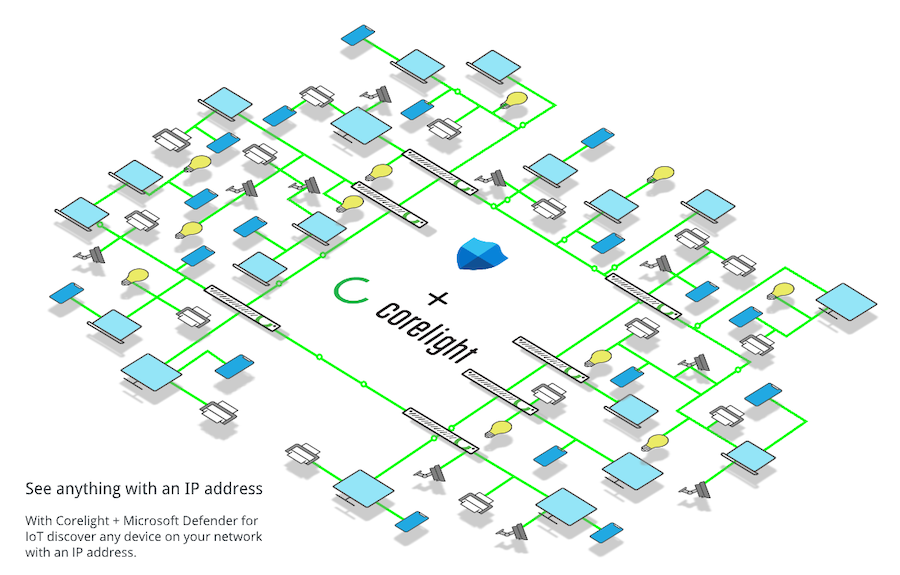 +
corelight
See anything with an IP address
With Corelight + Microsoft Defender for
IoT discover any device on your network
with an IP address.